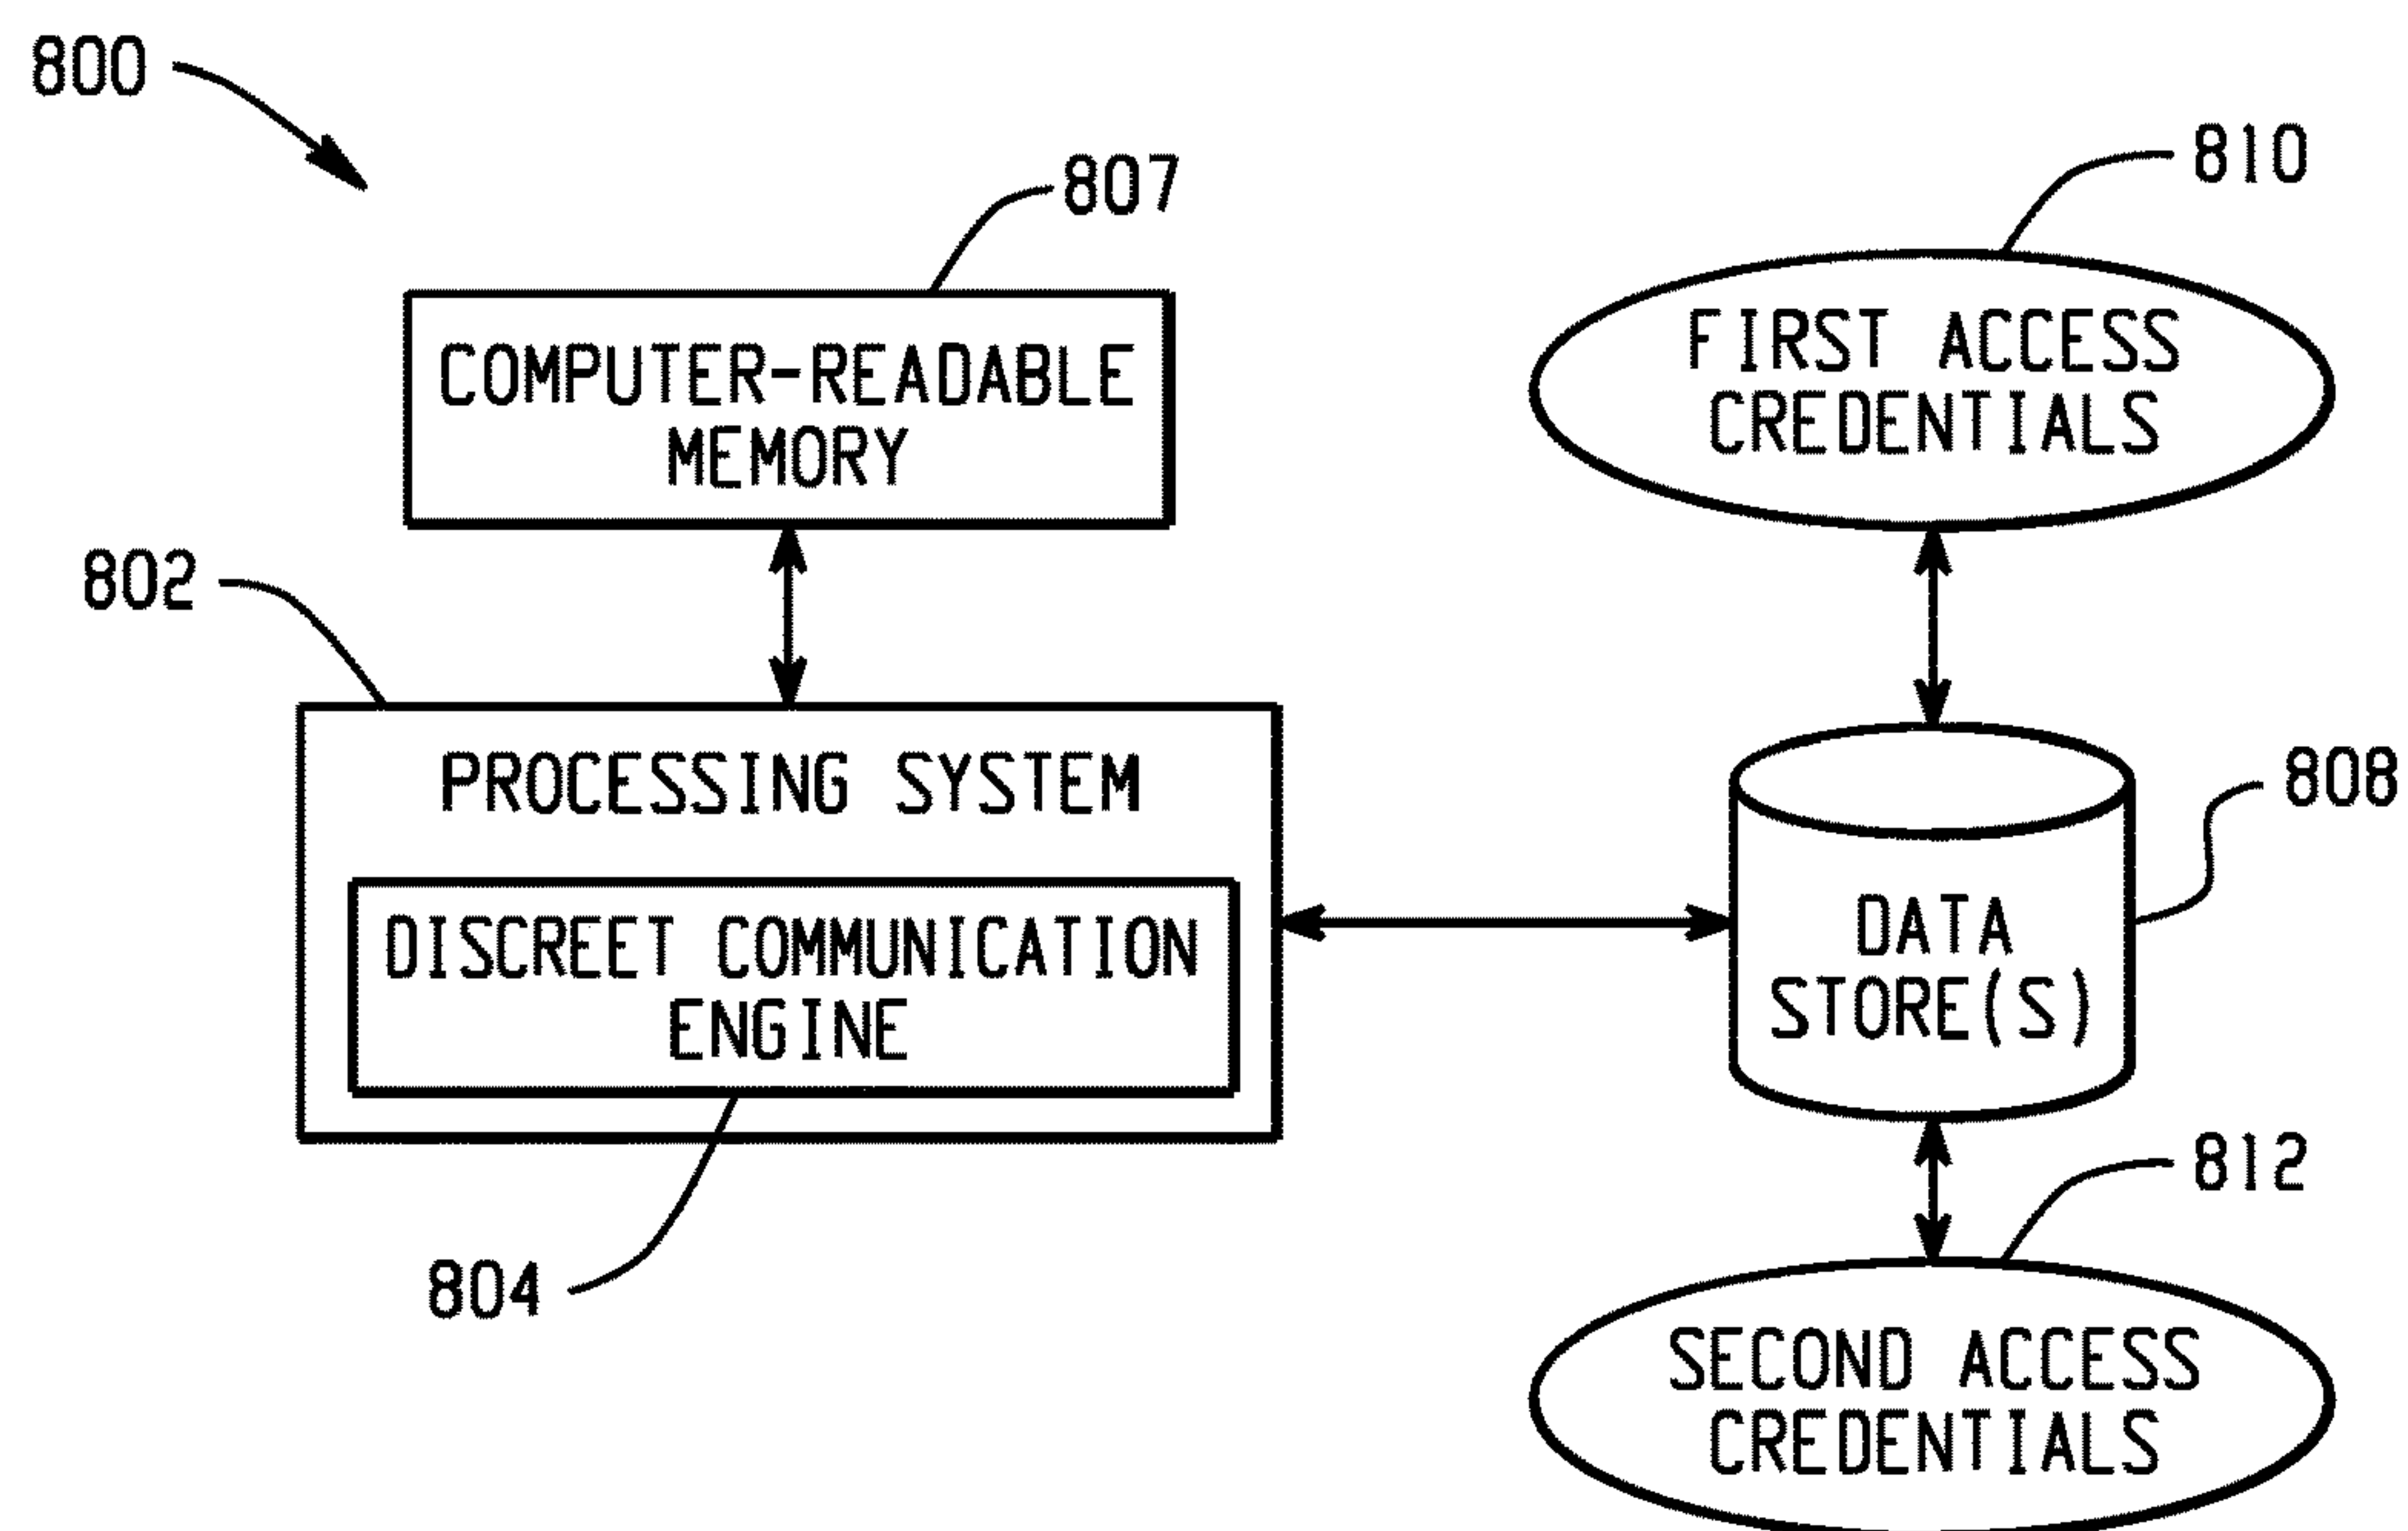 800
807
COMPUTER-READABLE
MEMORY
810
FIRST ACCESS
CREDENTIALS
802
PROCESSING SYSTEM
DISCREET COMMUNICATION
ENGINE
804
808
DATA
STORE(S)
812
SECOND ACCESS
CREDENTIALS